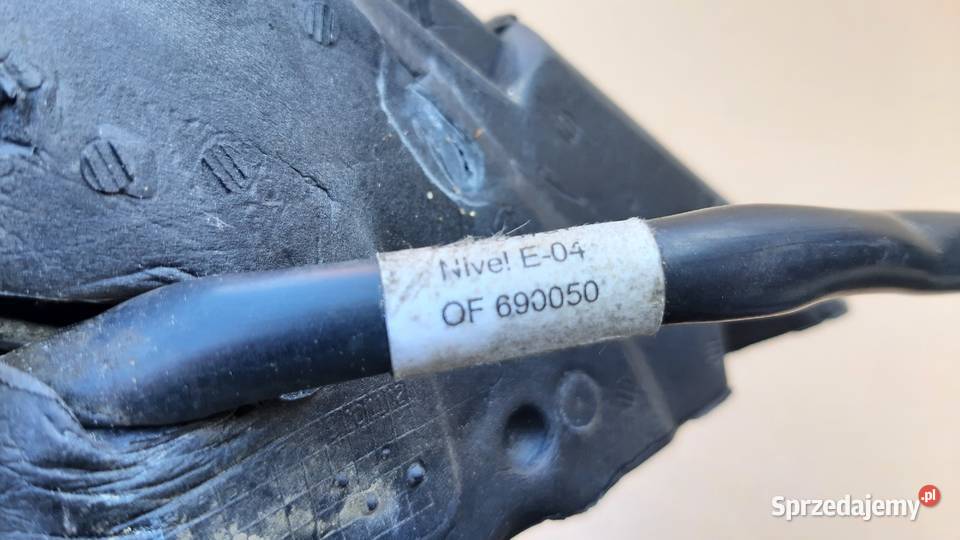 Nivel E-04
OF 690050
Sprzedajemy.pl